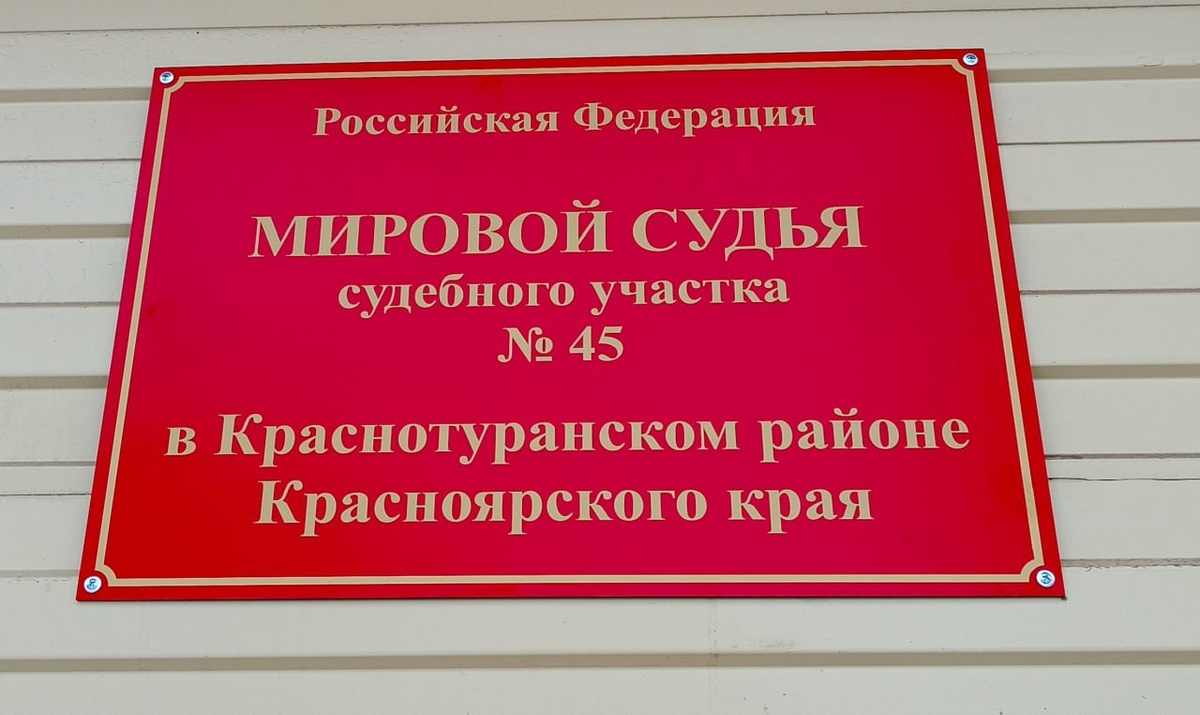 Российская Федерация
МИРОВОЙ СУДЬЯ
судебного участка
№ 45
в Краснотуранском районе
Красноярского края